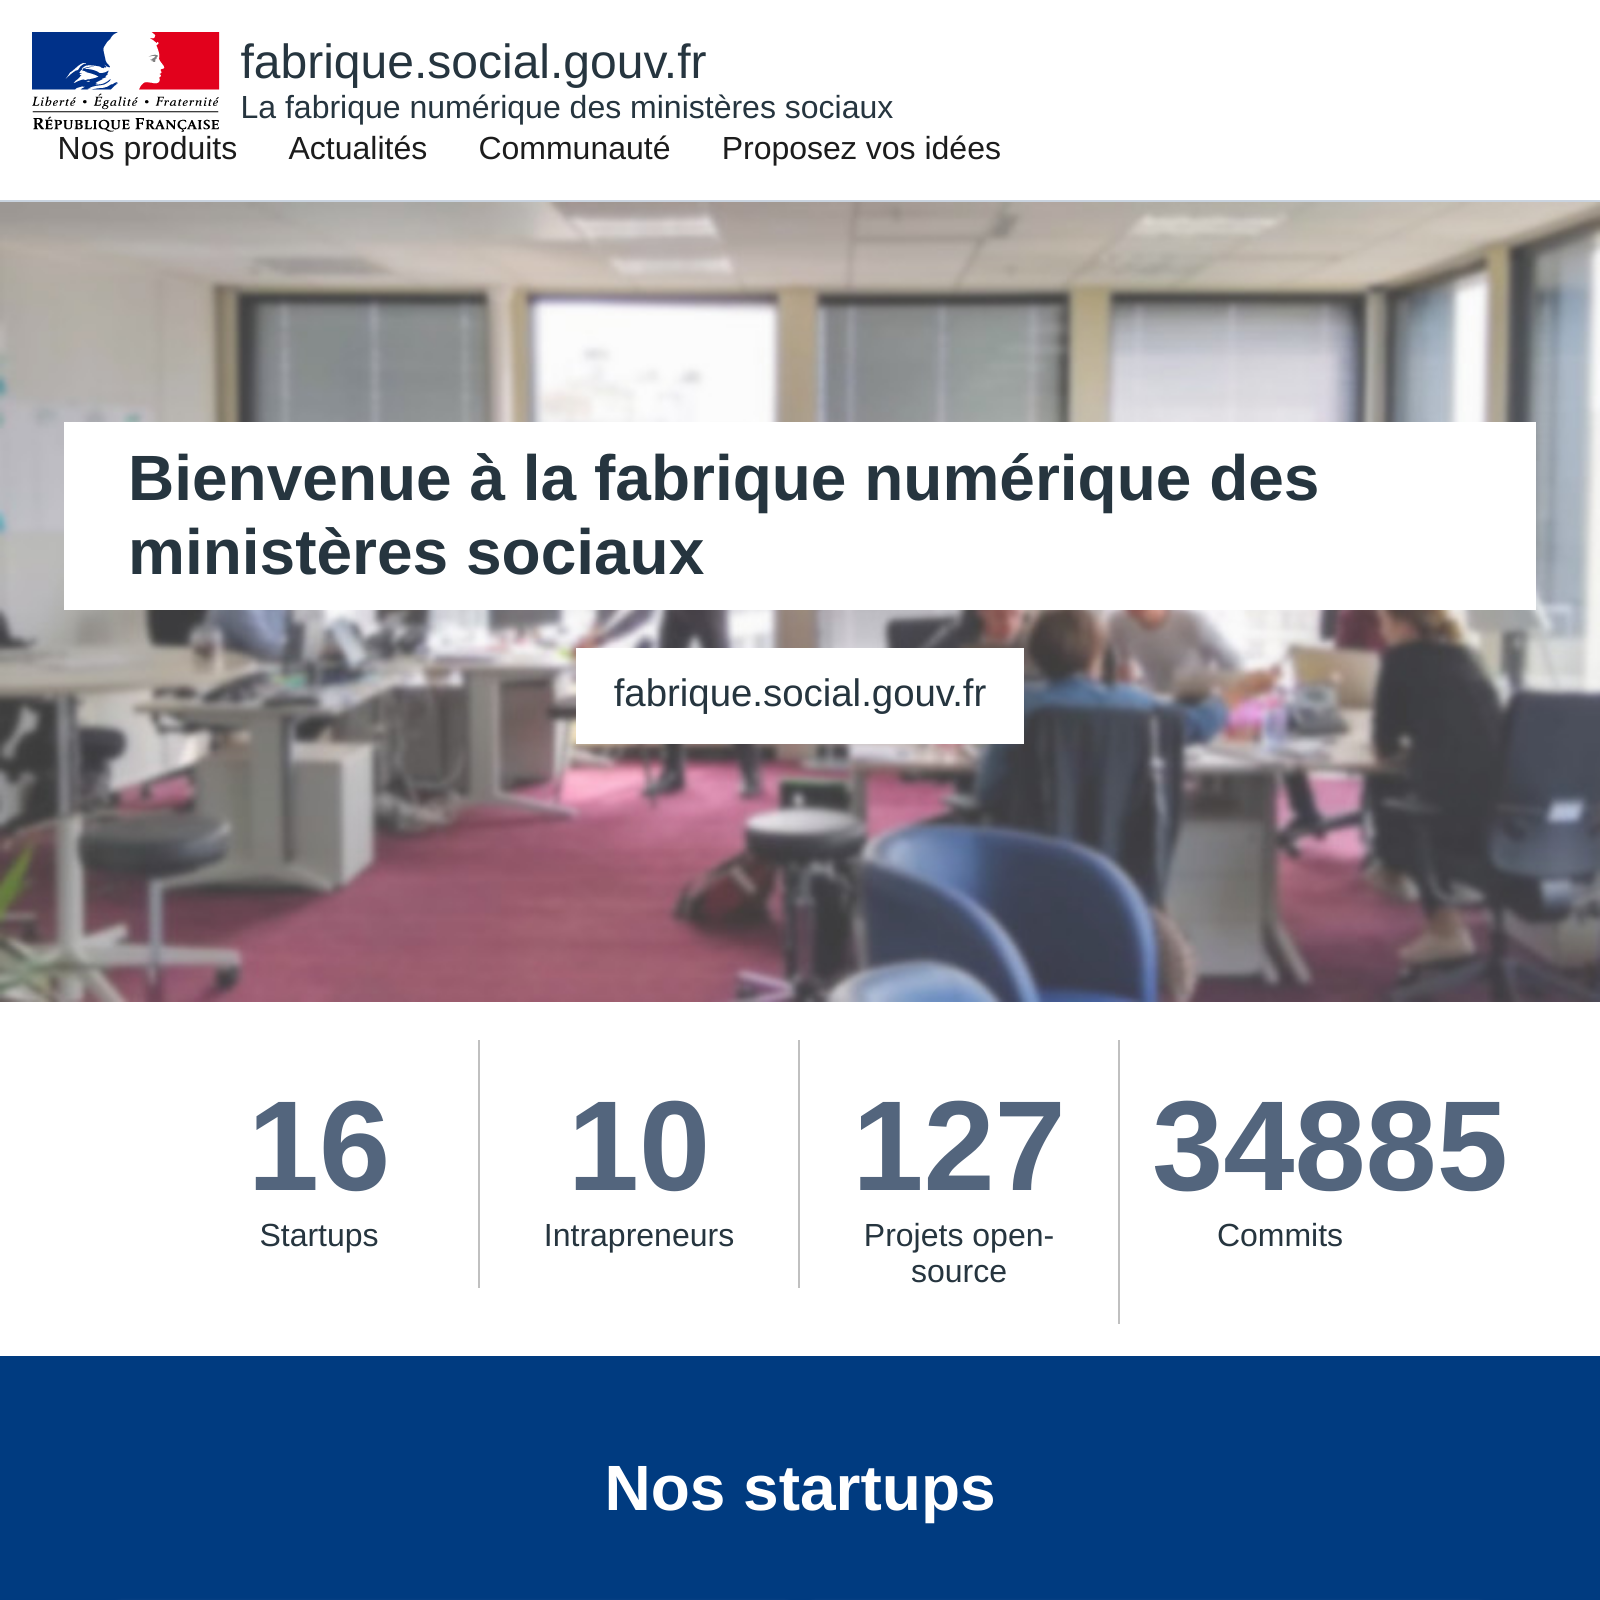 Liberté • Égalité • Fraternité
RÉPUBLIQUE FRANÇAISE
fabrique.social.gouv.fr
La fabrique numérique des ministères sociaux
Nos produits Actualités Communauté Proposez vos idées
Bienvenue à la fabrique numérique des
ministères sociaux
fabrique.social.gouv.fr
16
Startups
10
Intrapreneurs
127
Projets open-
source
34885
Commits
Nos startups